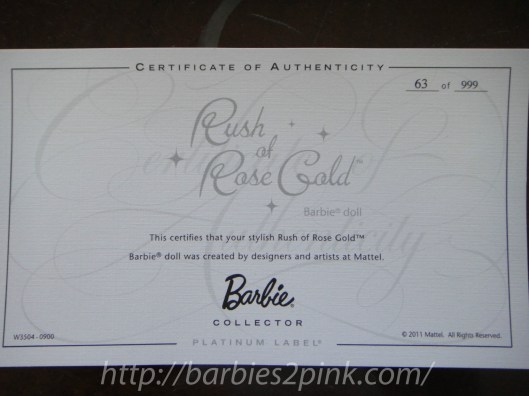 CERTIFICATE OF AUTHENTICITY
63 of 999
Rush
of
Rose Gold™
Barbie® doll
This certifies that your stylish Rush of Rose Gold™
Barbie® doll was created by designers and artists at Mattel.
Barbie®
COLLECTOR
W3504-0900
PLATINUM LABEL®
© 2011 Mattel. All Rights Reserved.
http://barbies2pink.com/